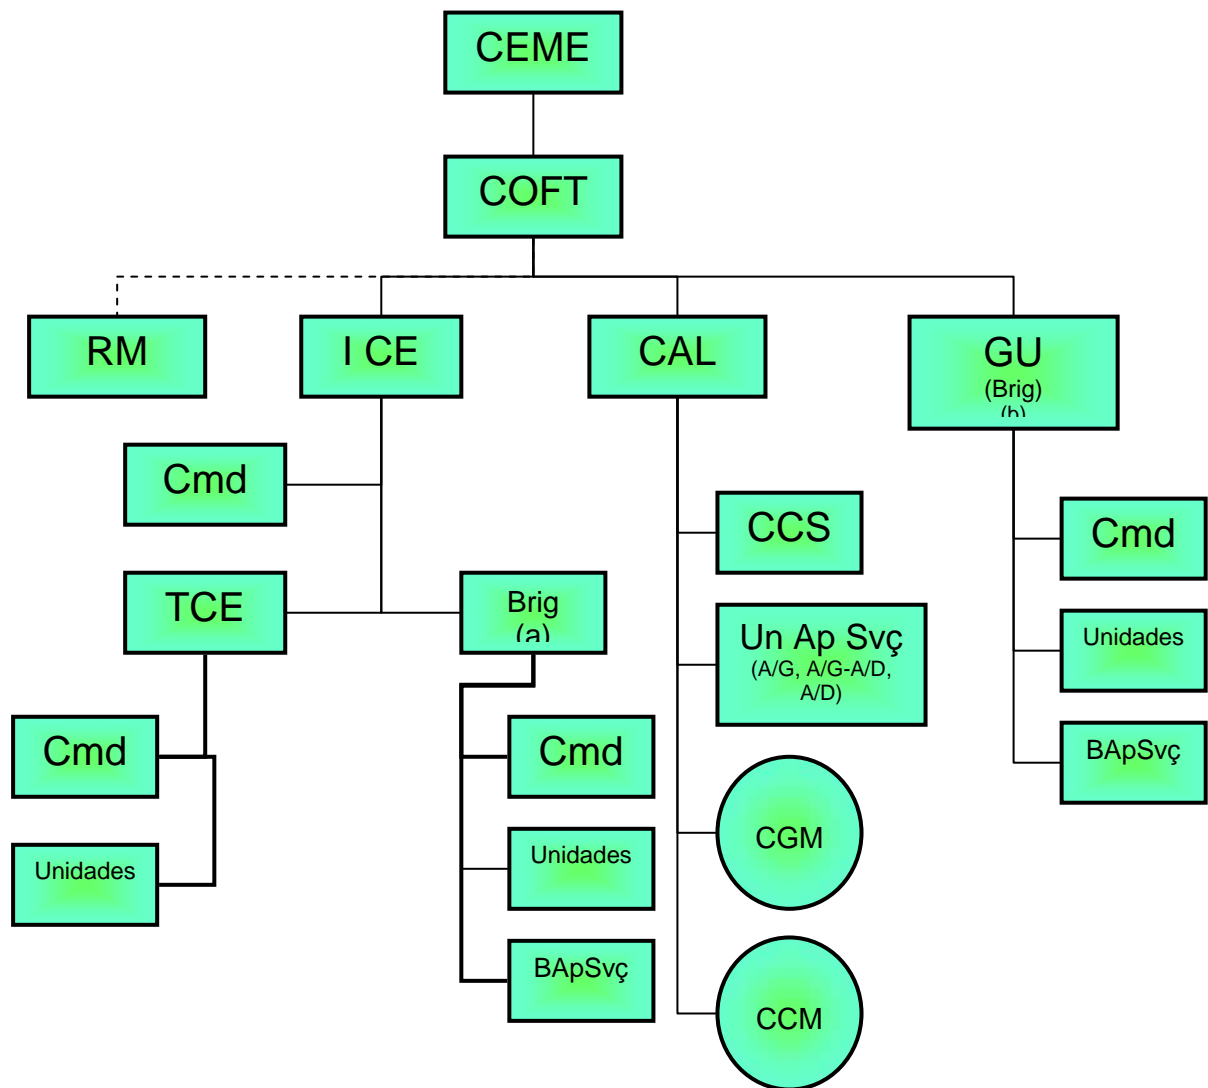 CEME
COFT
RM
I CE
CAL
GU
(Brig)
(b)
Cmd
CCS
Cmd
TCE
Brig
(a)
Un Ap Svç
(A/G, A/G-A/D,
A/D)
Unidades
Cmd
Cmd
BApSvç
Unidades
Unidades
CGM
BApSvç
CCM